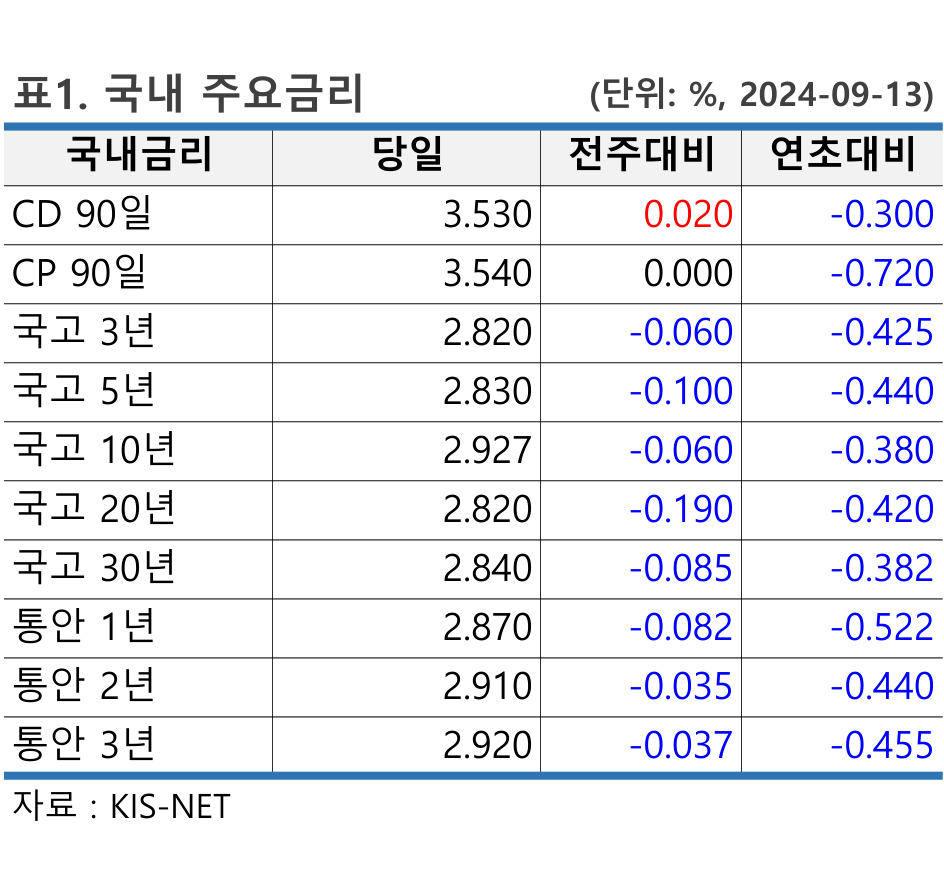 표1. 국내 주요금리 (단위: %, 2024-09-13)
국내금리 당일 전주대비 연초대비
CD 90일 3.530 0.020 -0.300
CP 90일 3.540 0.000 -0.720
국고 3년 2.820 -0.060 -0.425
국고 5년 2.830 -0.100 -0.440
국고 10년 2.927 -0.060 -0.380
국고 20년 2.820 -0.190 -0.420
국고 30년 2.840 -0.085 -0.382
통안 1년 2.870 -0.082 -0.522
통안 2년 2.910 -0.035 -0.440
통안 3년 2.920 -0.037 -0.455
자료 : KIS-NET